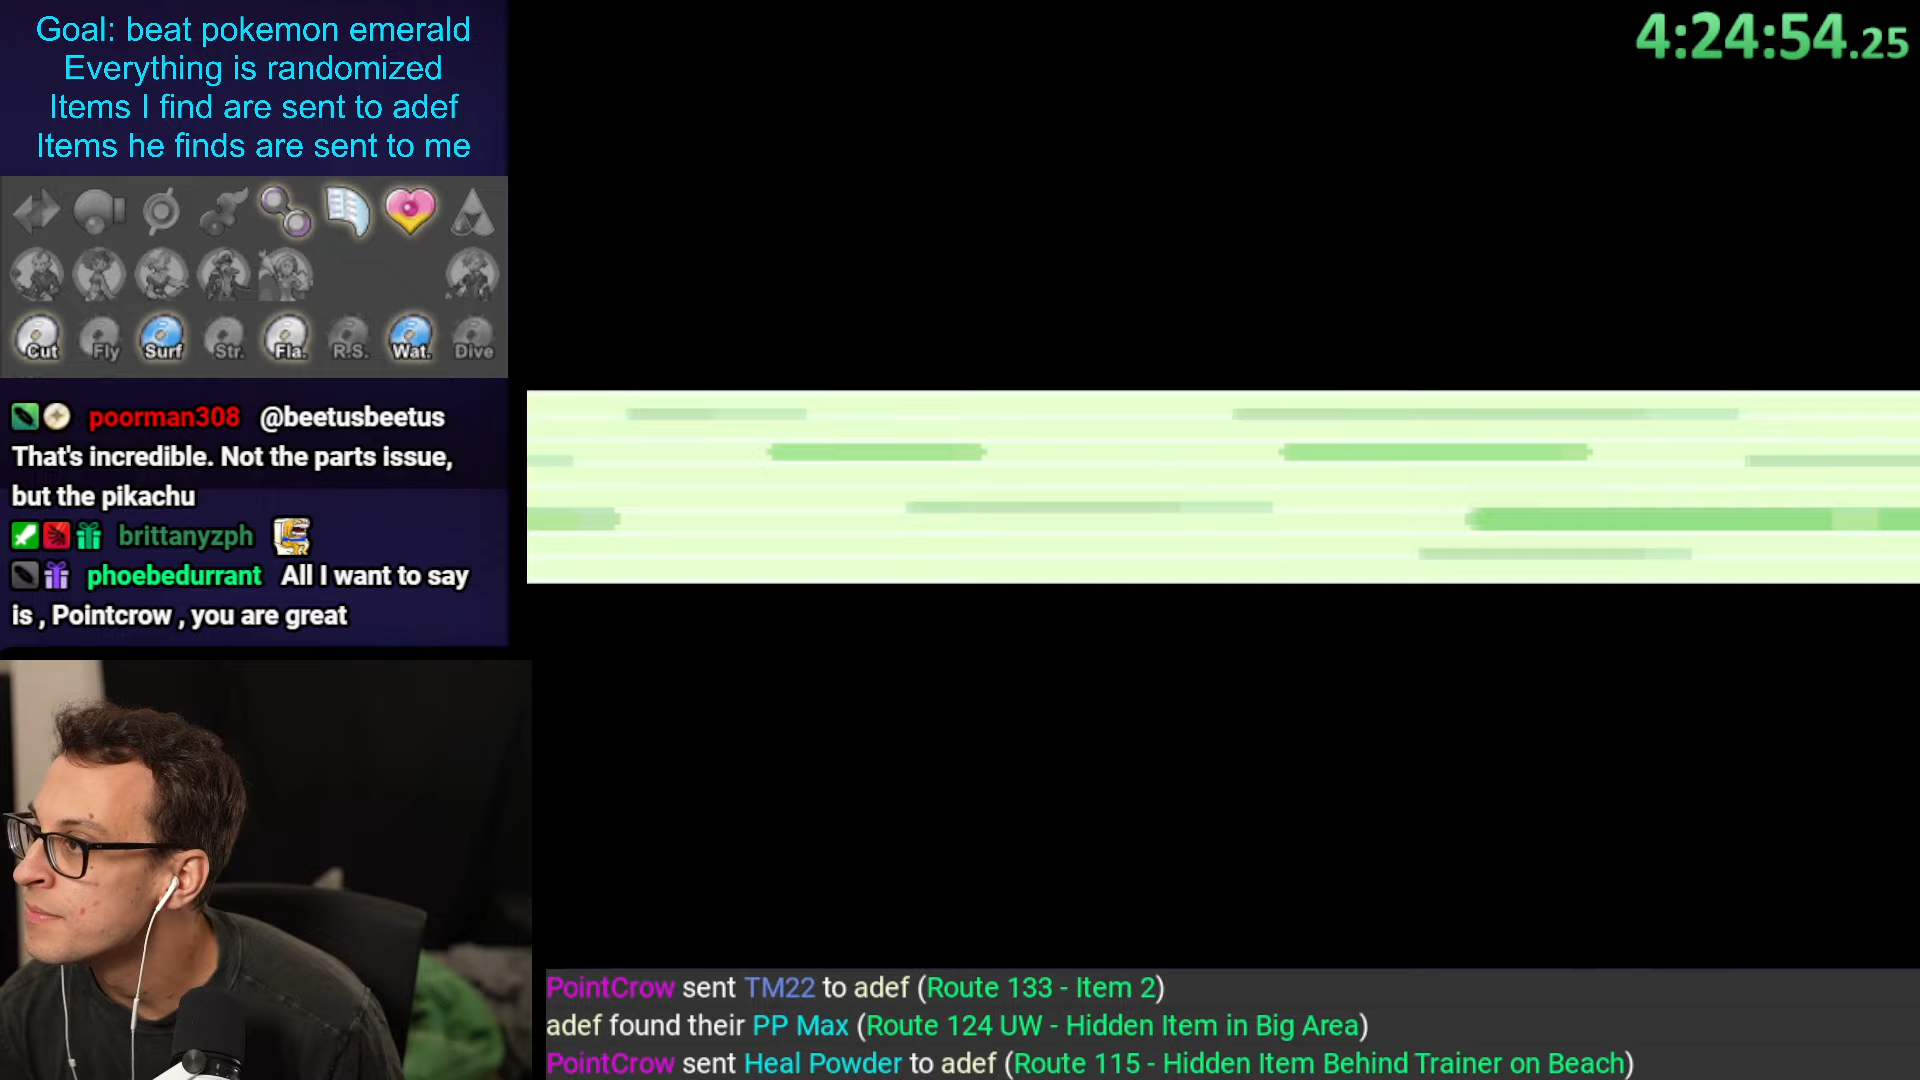 Goal: beat pokemon emerald
Everything is randomized
Items I find are sent to adef
Items he finds are sent to me
4:24:54.25
Cut Fly Surf Str. Fla. R.S. Wat. Dive
poorman308 @beetusbeetus
That's incredible. Not the parts issue,
but the pikachu
brittanyzph
phoebedurrant All I want to say
is , Pointcrow , you are great
PointCrow sent TM22 to adef (Route 133 - Item 2)
adef found their PP Max (Route 124 UW - Hidden Item in Big Area)
PointCrow sent Heal Powder to adef (Route 115 - Hidden Item Behind Trainer on Beach)